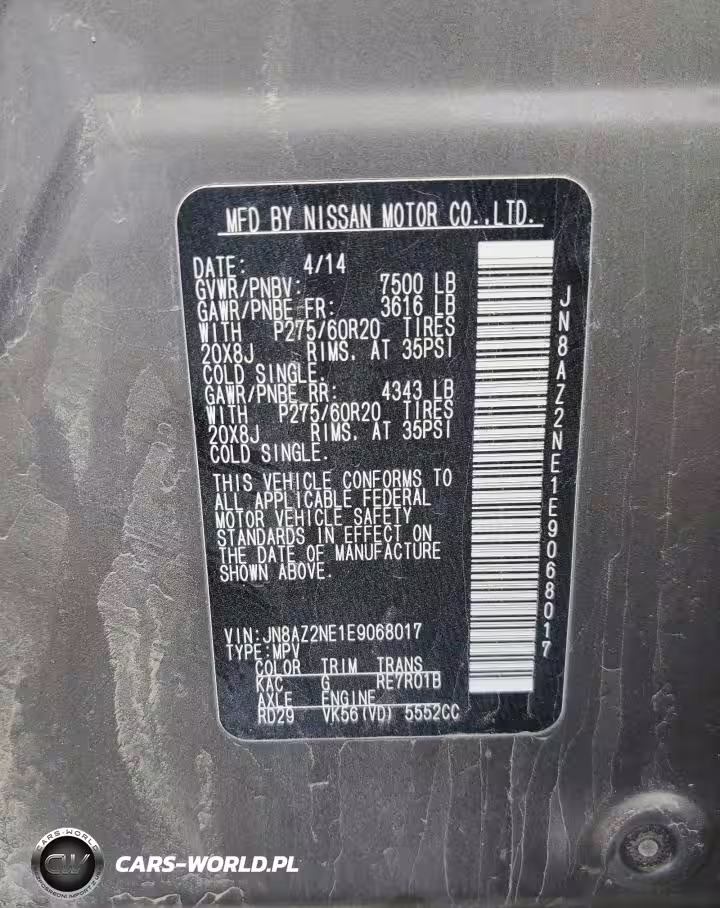 MFD BY NISSAN MOTOR CO.,LTD.
DATE: 4/14
GVWR/PNBV: 7500 LB
GAWR/PNBE FR: 3616 LB
WITH P275/60R20 TIRES
20X8J RIMS. AT 35PSI
COLD SINGLE.
GAWR/PNBE RR: 4343 LB
WITH P275/60R20 TIRES
20X8J RIMS. AT 35PSI
COLD SINGLE.
THIS VEHICLE CONFORMS TO
ALL APPLICABLE FEDERAL
MOTOR VEHICLE SAFETY
STANDARDS IN EFFECT ON
THE DATE OF MANUFACTURE
SHOWN ABOVE.
VIN:JN8AZ2NE1E9068017
TYPE:MPV
COLOR TRIM TRANS
KAC G RE7R01B
AXLE ENGINE
RD29 VK56(VD) 5552CC
JN8AZ2NE1E9068017
CARS-WORLD
CW
CARS-WORLD.PL